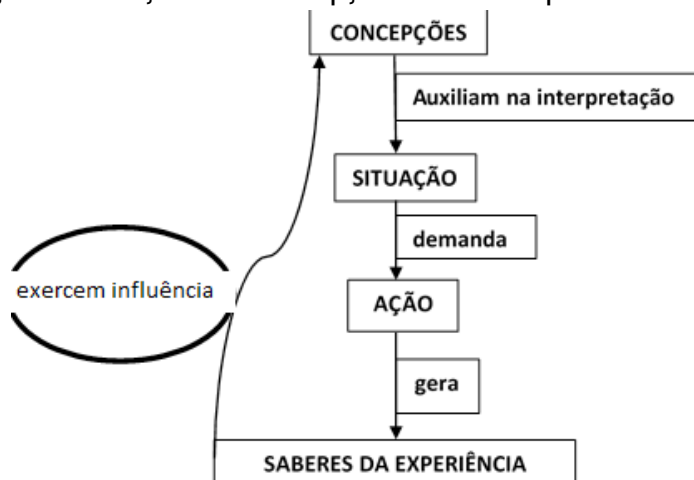 CONCEPÇÕES
Auxiliam na interpretação
SITUAÇÃO
demanda
exercem influência
AÇÃO
gera
SABERES DA EXPERIÊNCIA